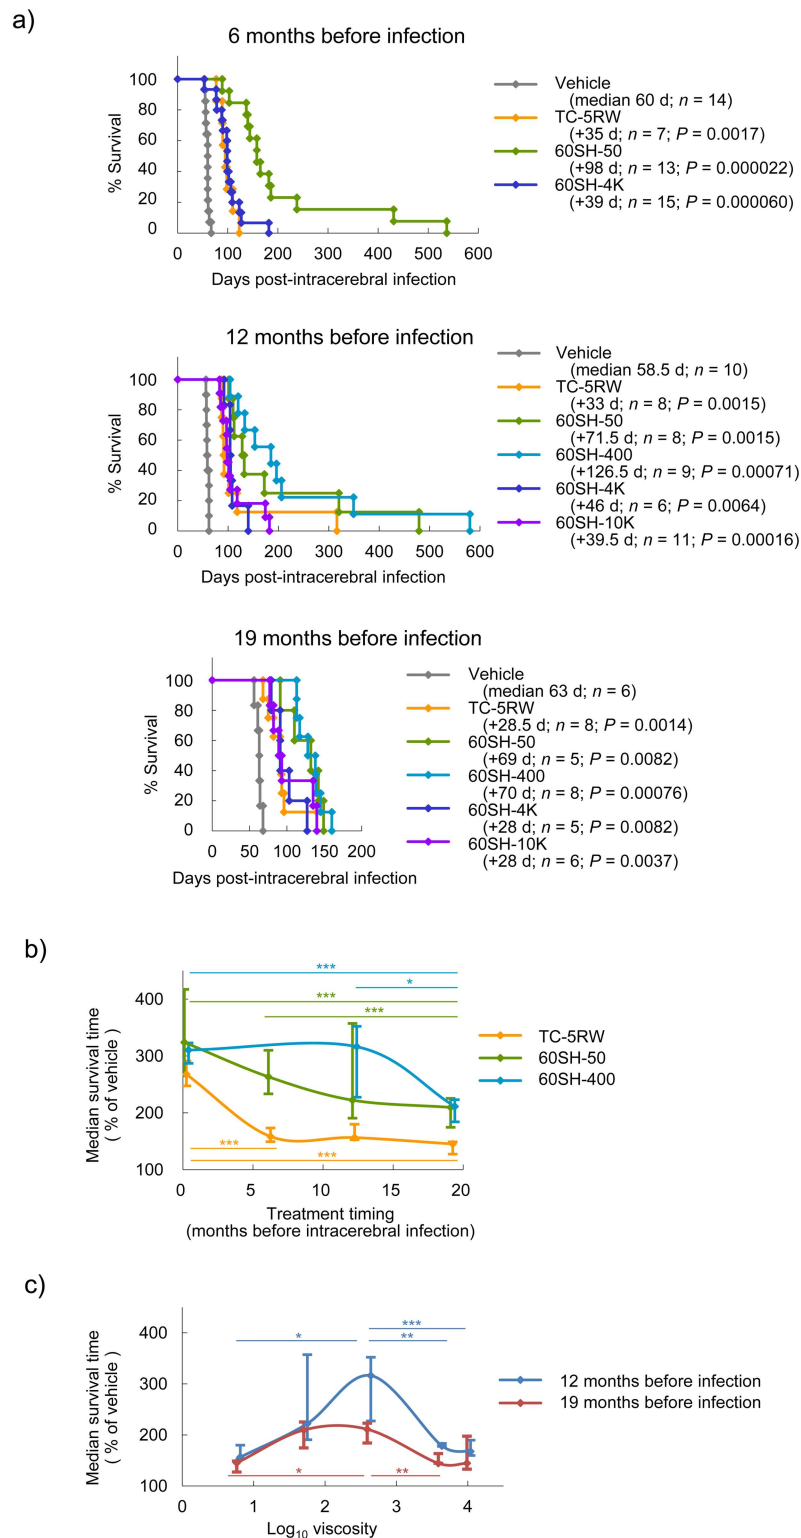 a)
6 months before infection
100
80
60
40
20
0
% Survival
0 100 200 300 400 500 600
Days post-intracerebral infection
Vehicle
(median 60 d; n = 14)
TC-5RW
(+35 d; n = 7; P = 0.0017)
60SH-50
(+98 d; n = 13; P = 0.000022)
60SH-4K
(+39 d; n = 15; P = 0.000060)
12 months before infection
100
80
60
40
20
0
% Survival
0 100 200 300 400 500 600
Days post-intracerebral infection
Vehicle
(median 58.5 d; n = 10)
TC-5RW
(+33 d; n = 8; P = 0.0015)
60SH-50
(+71.5 d; n = 8; P = 0.0015)
60SH-400
(+126.5 d; n = 9; P = 0.00071)
60SH-4K
(+46 d; n = 6; P = 0.0064)
60SH-10K
(+39.5 d; n = 11; P = 0.00016)
19 months before infection
100
80
60
40
20
0
% Survival
0 50 100 150 200
Days post-intracerebral infection
Vehicle
(median 63 d; n = 6)
TC-5RW
(+28.5 d; n = 8; P = 0.0014)
60SH-50
(+69 d; n = 5; P = 0.0082)
60SH-400
(+70 d; n = 8; P = 0.00076)
60SH-4K
(+28 d; n = 5; P = 0.0082)
60SH-10K
(+28 d; n = 6; P = 0.0037)
b)
Median survival time
( % of vehicle )
400
300
200
100
***
*
***
***
***
***
0 5 10 15 20
Treatment timing
(months before intracerebral infection)
TC-5RW
60SH-50
60SH-400
c)
Median survival time
( % of vehicle )
400
300
200
100
***
* **
* **
0 1 2 3 4
Log10 viscosity
12 months before infection
19 months before infection